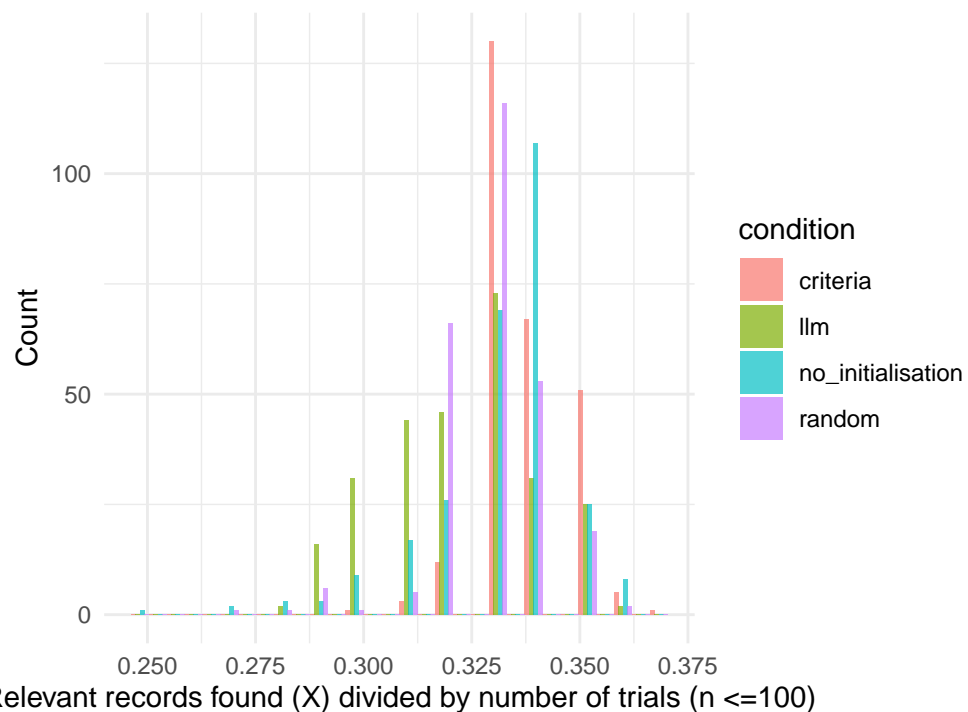 100
50
0
Count
0.250 0.275 0.300 0.325 0.350 0.375
Relevant records found (X) divided by number of trials (n <=100)
condition
criteria
llm
no_initialisation
random